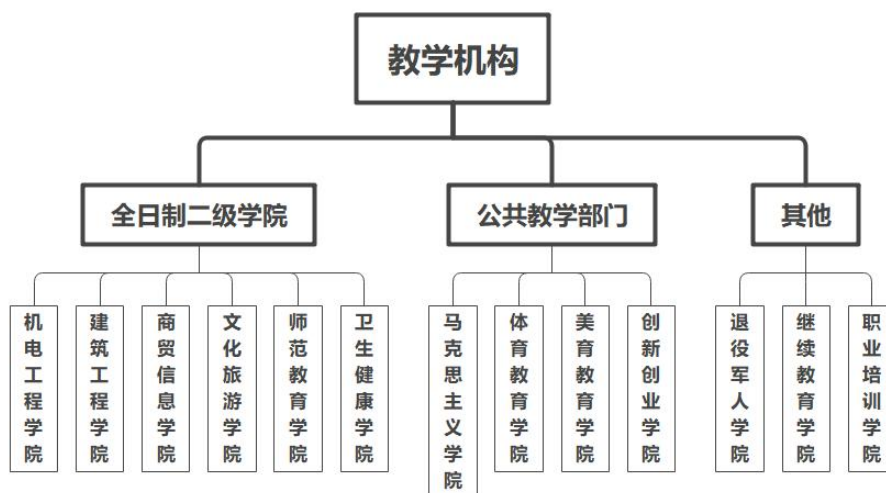 教学机构
全日制二级学院
公共教学部门
其他
机电工程学院
建筑工程学院
商贸信息学院
文化旅游学院
师范教育学院
卫生健康学院
马克思主义学院
体育教育学院
美育教育学院
创新创业学院
退役军人学院
继续教育学院
职业培训学院